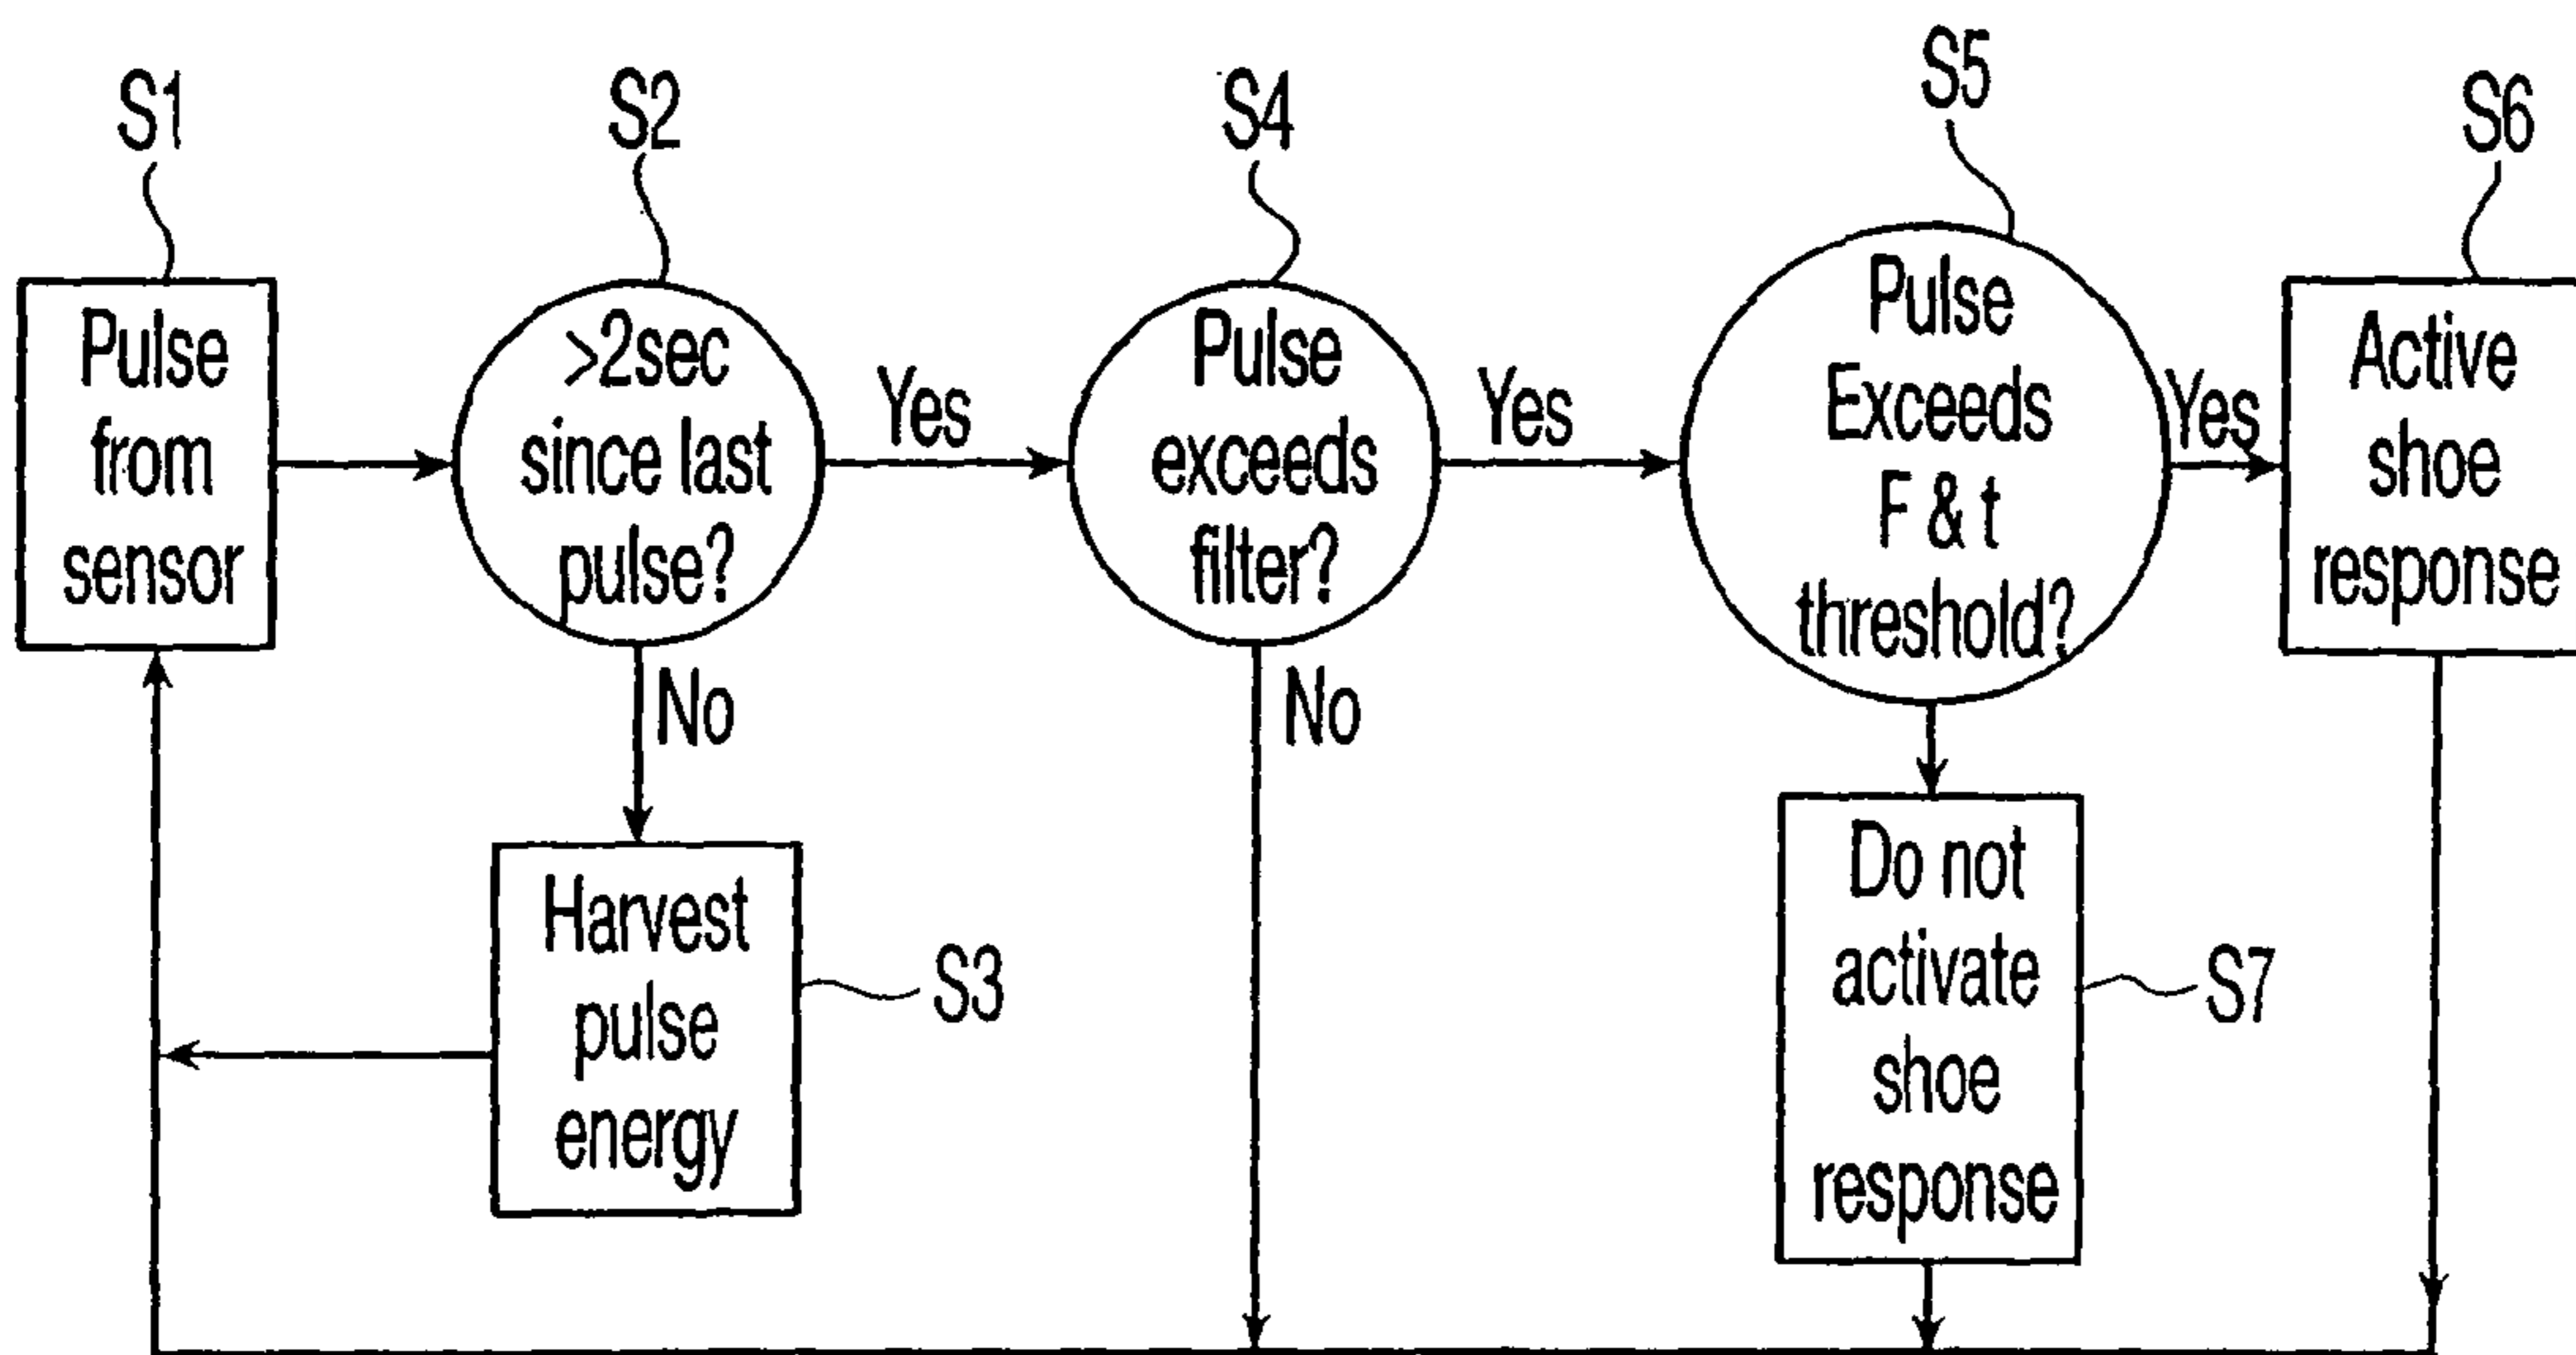 S1
S2
S4
S5
S6
Pulse
from
sensor
>2sec
since last
pulse?
Yes
Pulse
exceeds
filter?
Yes
Pulse
Exceeds
F & t
threshold?
Yes
Active
shoe
response
No
No
Harvest
pulse
energy
S3
Do not
activate
shoe
response
S7